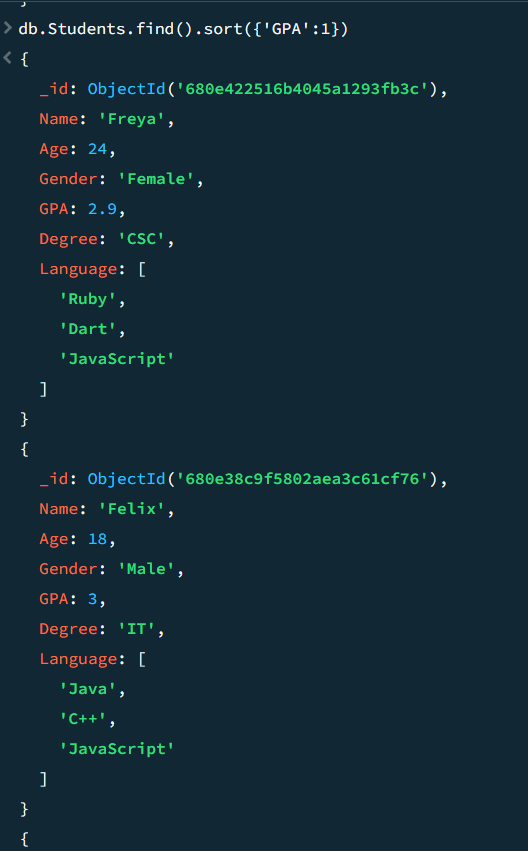 }
> db.Students.find().sort({'GPA':1})
< {
_id: ObjectId('680e422516b4045a1293fb3c'),
Name: 'Freya',
Age: 24,
Gender: 'Female',
GPA: 2.9,
Degree: 'CSC',
Language: [
'Ruby',
'Dart',
'JavaScript'
]
}
{
_id: ObjectId('680e38c9f5802aea3c61cf76'),
Name: 'Felix',
Age: 18,
Gender: 'Male',
GPA: 3,
Degree: 'IT',
Language: [
'Java',
'C++',
'JavaScript'
]
}
{